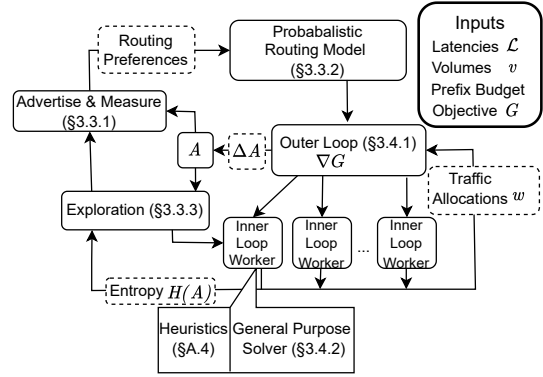 Routing
Preferences
Probabalistic
Routing Model
(§3.3.2)
Inputs
Latencies ℒ
Volumes v
Prefix Budget
Objective G
Advertise & Measure
(§3.3.1)
A
ΔA
Outer Loop (§3.4.1)
∇G
Traffic
Allocations w
Exploration (§3.3.3)
Inner
Loop
Worker
Inner
Loop
Worker
...
Inner
Loop
Worker
Entropy H(A)
Heuristics
(§A.4)
General Purpose
Solver (§3.4.2)